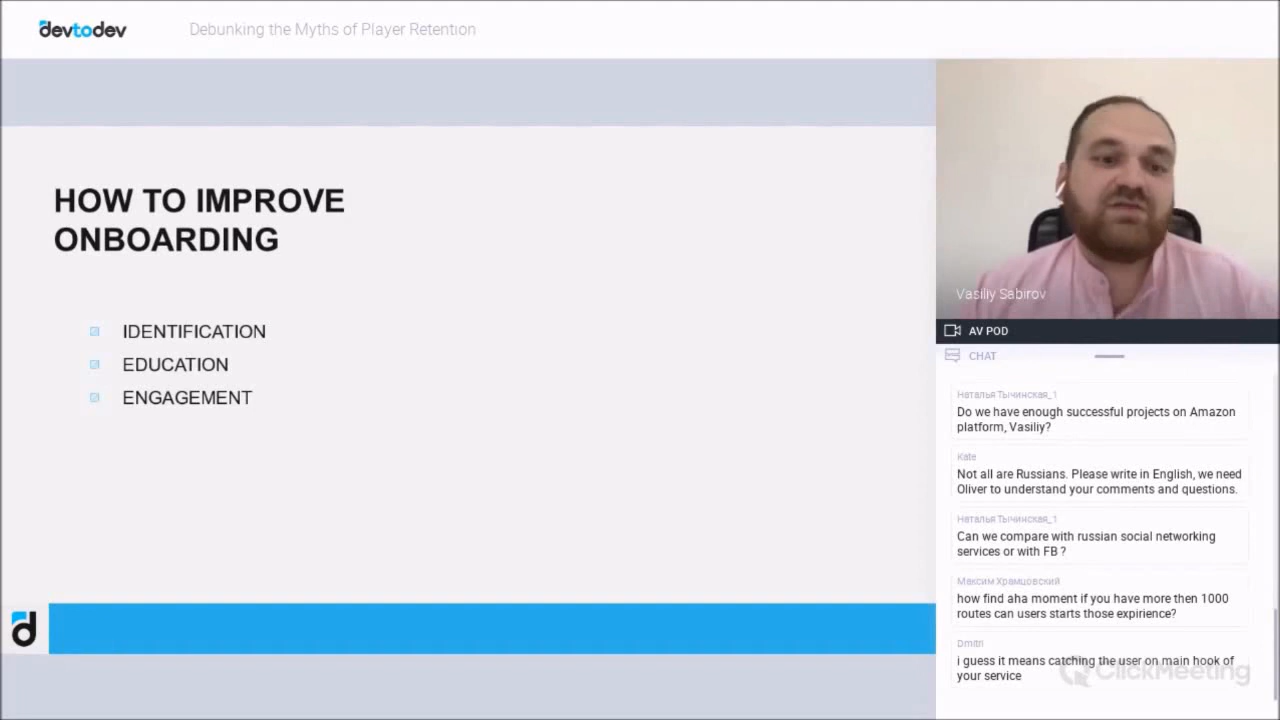 devtodev
Debunking the Myths of Player Retention
HOW TO IMPROVE
ONBOARDING
IDENTIFICATION
EDUCATION
ENGAGEMENT
d
Vasiliy Sabirov
AV POD
CHAT
Наталья Тычинская_1
Do we have enough successful projects on Amazon
platform, Vasiliy?
Kate
Not all are Russians. Please write in English, we need
Oliver to understand your comments and questions.
Наталья Тычинская_1
Can we compare with russian social networking
services or with FB ?
Максим Храмцовский
how find aha moment if you have more then 1000
routes can users starts those expirience?
Dmitri
i guess it means catching the user on main hook of
your service
ClickMeeting